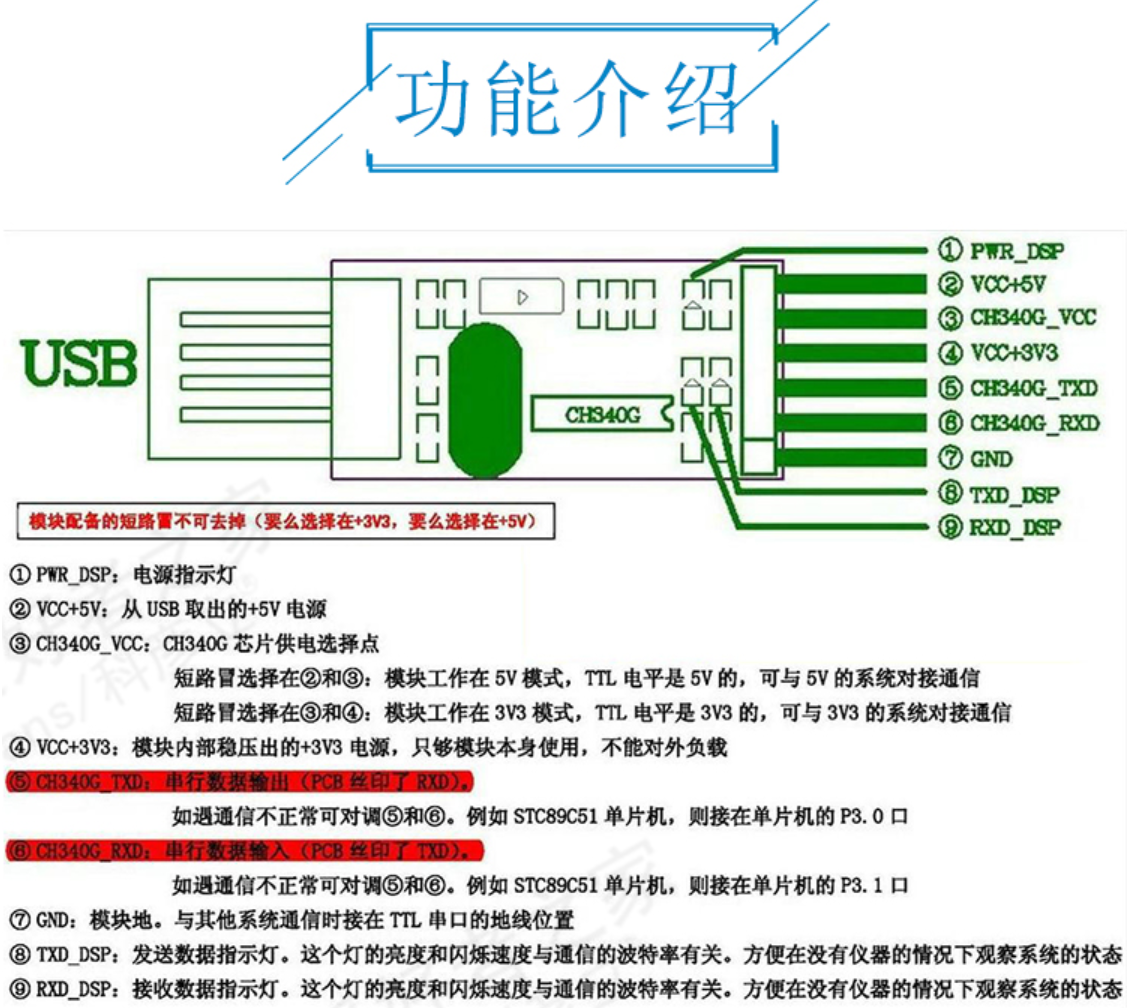 功能介绍
① PWR_DSP
② VCC+5V
③ CH340G_VCC
④ VCC+3V3
⑤ CH340G_TXD
⑥ CH340G_RXD
⑦ GND
⑧ TXD_DSP
⑨ RXD_DSP
USB
CH340G
模块配备的短路冒不可去掉（要么选择在+3V3，要么选择在+5V）
① PWR_DSP：电源指示灯
② VCC+5V：从 USB 取出的+5V 电源
③ CH340G_VCC：CH340G 芯片供电选择点
短路冒选择在②和③：模块工作在 5V 模式，TTL 电平是 5V 的，可与 5V 的系统对接通信
短路冒选择在③和④：模块工作在 3V3 模式，TTL 电平是 3V3 的，可与 3V3 的系统对接通信
④ VCC+3V3：模块内部稳压出的+3V3 电源，只够模块本身使用，不能对外负载
⑤ CH340G_TXD：串行数据输出（PCB 丝印了 RXD）。
如遇通信不正常可对调⑤和⑥。例如 STC89C51 单片机，则接在单片机的 P3.0 口
⑥ CH340G_RXD：串行数据输入（PCB 丝印了 TXD）。
如遇通信不正常可对调⑤和⑥。例如 STC89C51 单片机，则接在单片机的 P3.1 口
⑦ GND：模块地。与其他系统通信时接在 TTL 串口的地线位置
⑧ TXD_DSP：发送数据指示灯。这个灯的亮度和闪烁速度与通信的波特率有关。方便在没有仪器的情况下观察系统的状态
⑨ RXD_DSP：接收数据指示灯。这个灯的亮度和闪烁速度与通信的波特率有关。方便在没有仪器的情况下观察系统的状态